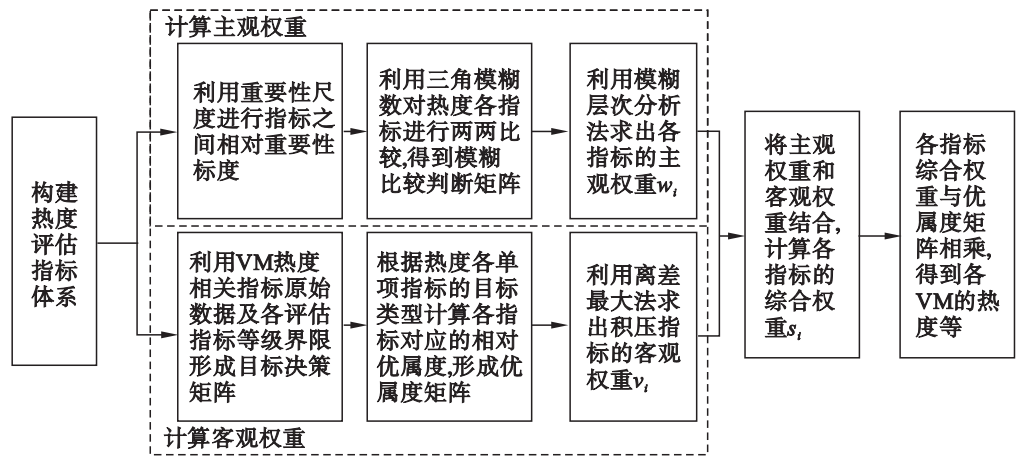 构建
热度
评估
指标
体系
计算主观权重
利用重要性尺
度进行指标之
间相对重要性
标度
利用三角模糊
数对热度各指
标进行两两比
较,得到模糊
比较判断矩阵
利用模糊
层次分析
法求出各
指标的主
观权重wi
利用VM热度
相关指标原始
数据及各评估
指标等级界限
形成目标决策
矩阵
根据热度各单
项指标的目标
类型计算各指
标对应的相对
优属度,形成优
属度矩阵
利用离差
最大法求
出积压指
标的客观
权重vi
计算客观权重
将主观
权重和
客观权
重结合,
计算各
指标的
综合权
重si
各指标
综合权
重与优
属度矩
阵相乘,
得到各
VM的热
度等